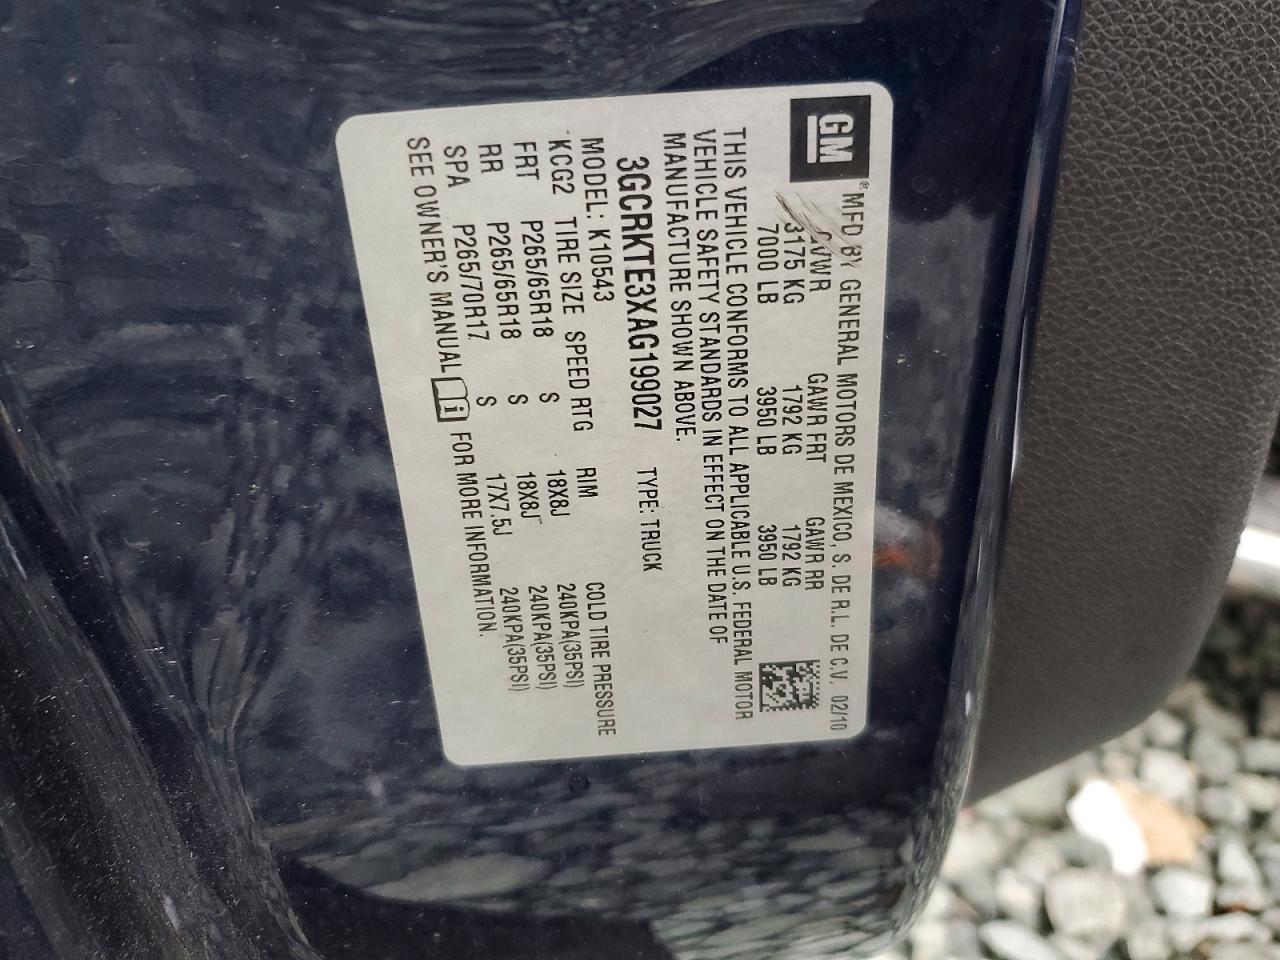 GM
® MFD BY GENERAL MOTORS DE MEXICO, S. DE R.L. DE C.V. 02/10
GVWR GAWR FRT GAWR RR
3175 KG 1792 KG 1792 KG
7000 LB 3950 LB 3950 LB
THIS VEHICLE CONFORMS TO ALL APPLICABLE U.S. FEDERAL MOTOR
VEHICLE SAFETY STANDARDS IN EFFECT ON THE DATE OF
MANUFACTURE SHOWN ABOVE.
3GCRKTE3XAG199027 TYPE: TRUCK
MODEL: K10543
KCG2 TIRE SIZE SPEED RTG RIM COLD TIRE PRESSURE
FRT P265/65R18 S 18X8J 240KPA(35PSI)
RR P265/65R18 S 18X8J 240KPA(35PSI)
SPA P265/70R17 S 17X7.5J 240KPA(35PSI)
SEE OWNER'S MANUAL i FOR MORE INFORMATION.